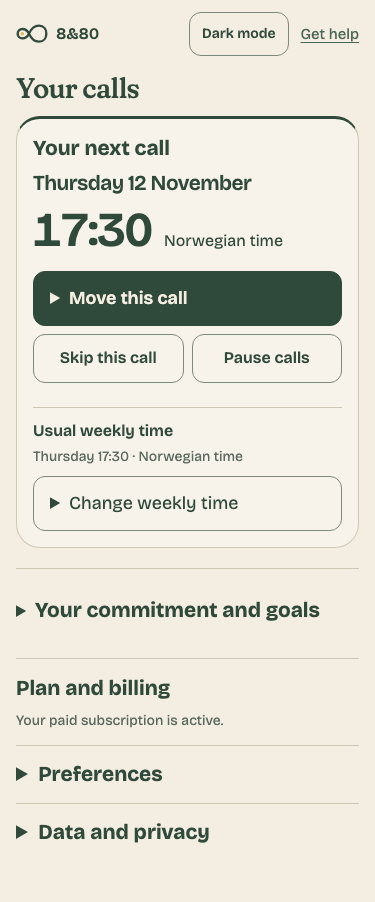 8&80
Dark mode
Get help
Your calls
Your next call
Thursday 12 November
17:30 Norwegian time
Move this call
Skip this call
Pause calls
Usual weekly time
Thursday 17:30 · Norwegian time
Change weekly time
Your commitment and goals
Plan and billing
Your paid subscription is active.
Preferences
Data and privacy